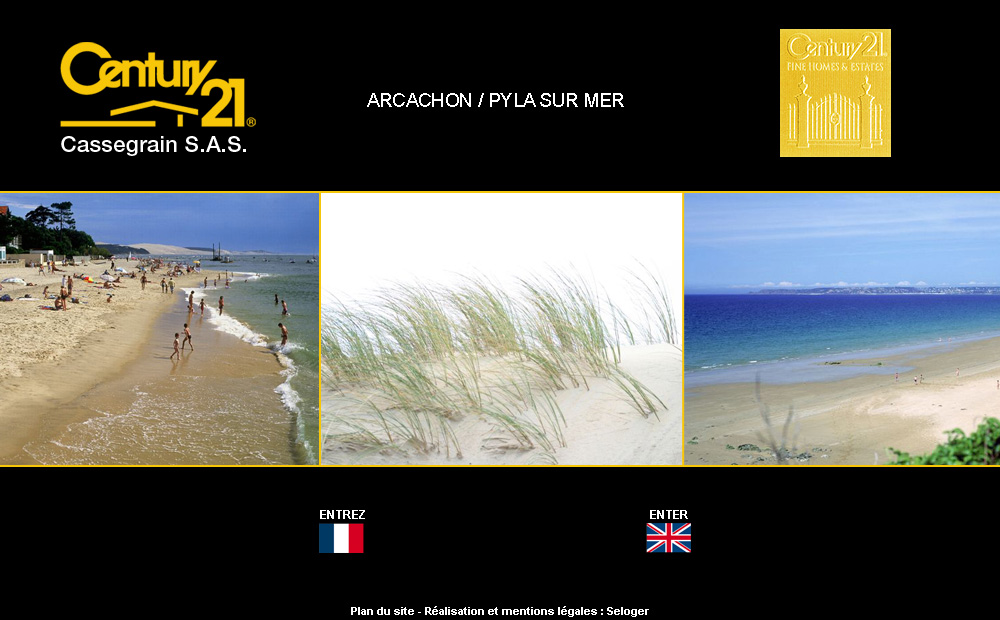 Century 21®
Cassegrain S.A.S.
ARCACHON / PYLA SUR MER
Century 21.
FINE HOMES & ESTATES
ENTREZ
ENTER
Plan du site - Réalisation et mentions légales : Seloger